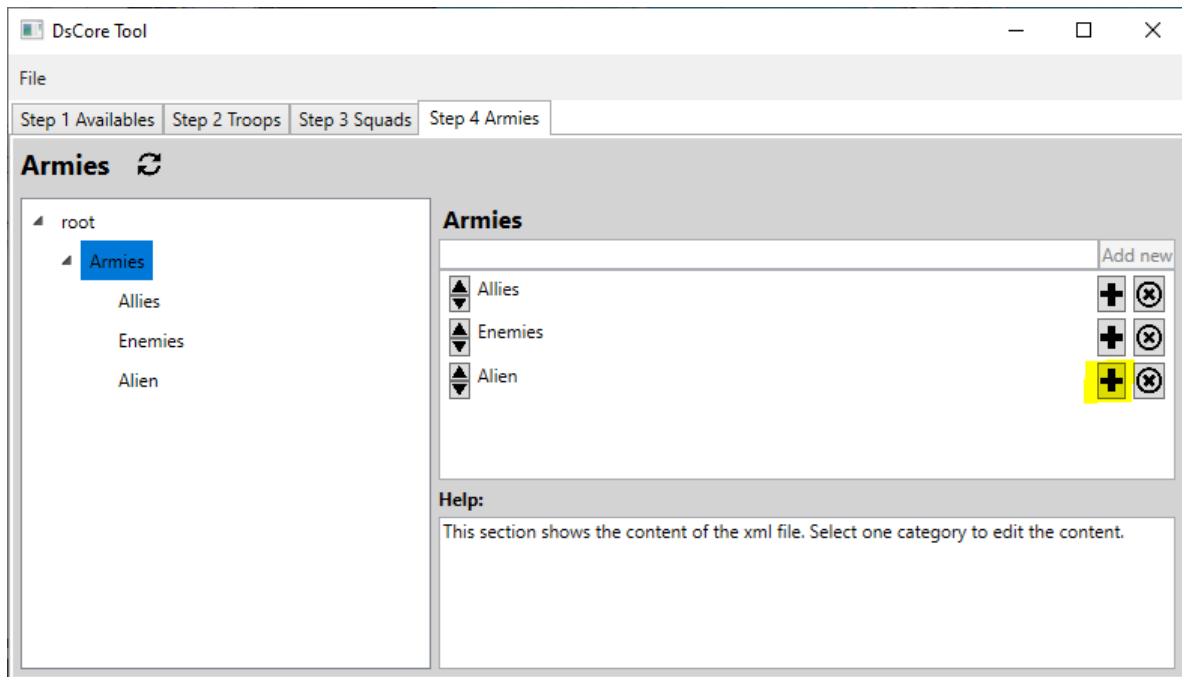 DsCore Tool
File
Step 1 Availables Step 2 Troops Step 3 Squads Step 4 Armies
Armies
root
Armies
Allies
Enemies
Alien
Armies
Add new
Allies
Enemies
Alien
Help:
This section shows the content of the xml file. Select one category to edit the content.